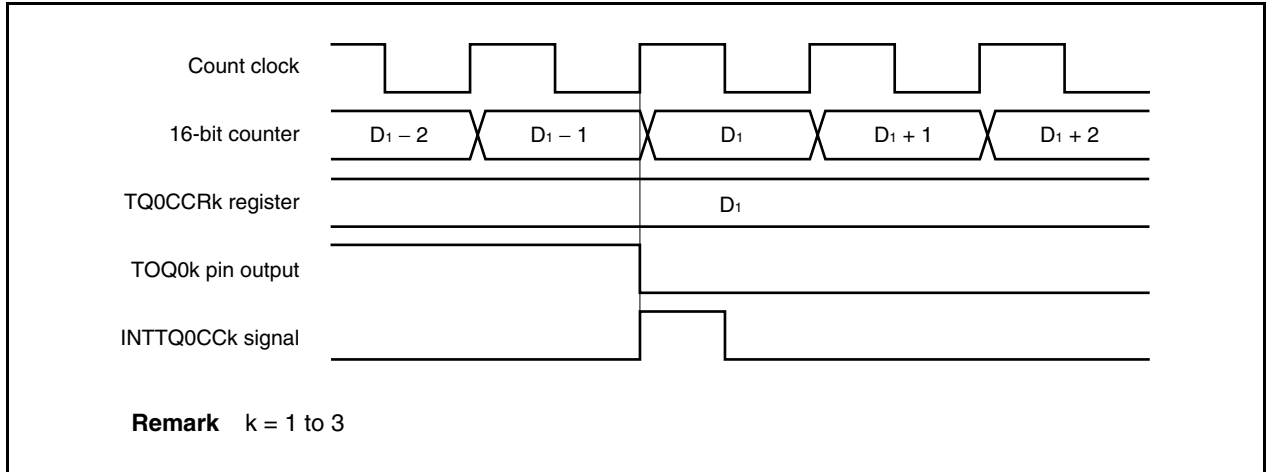 Count clock
16-bit counter D₁ − 2 D₁ − 1 D₁ D₁ + 1 D₁ + 2
TQ0CCRk register D₁
TOQ0k pin output
INTTQ0CCk signal
Remark k = 1 to 3